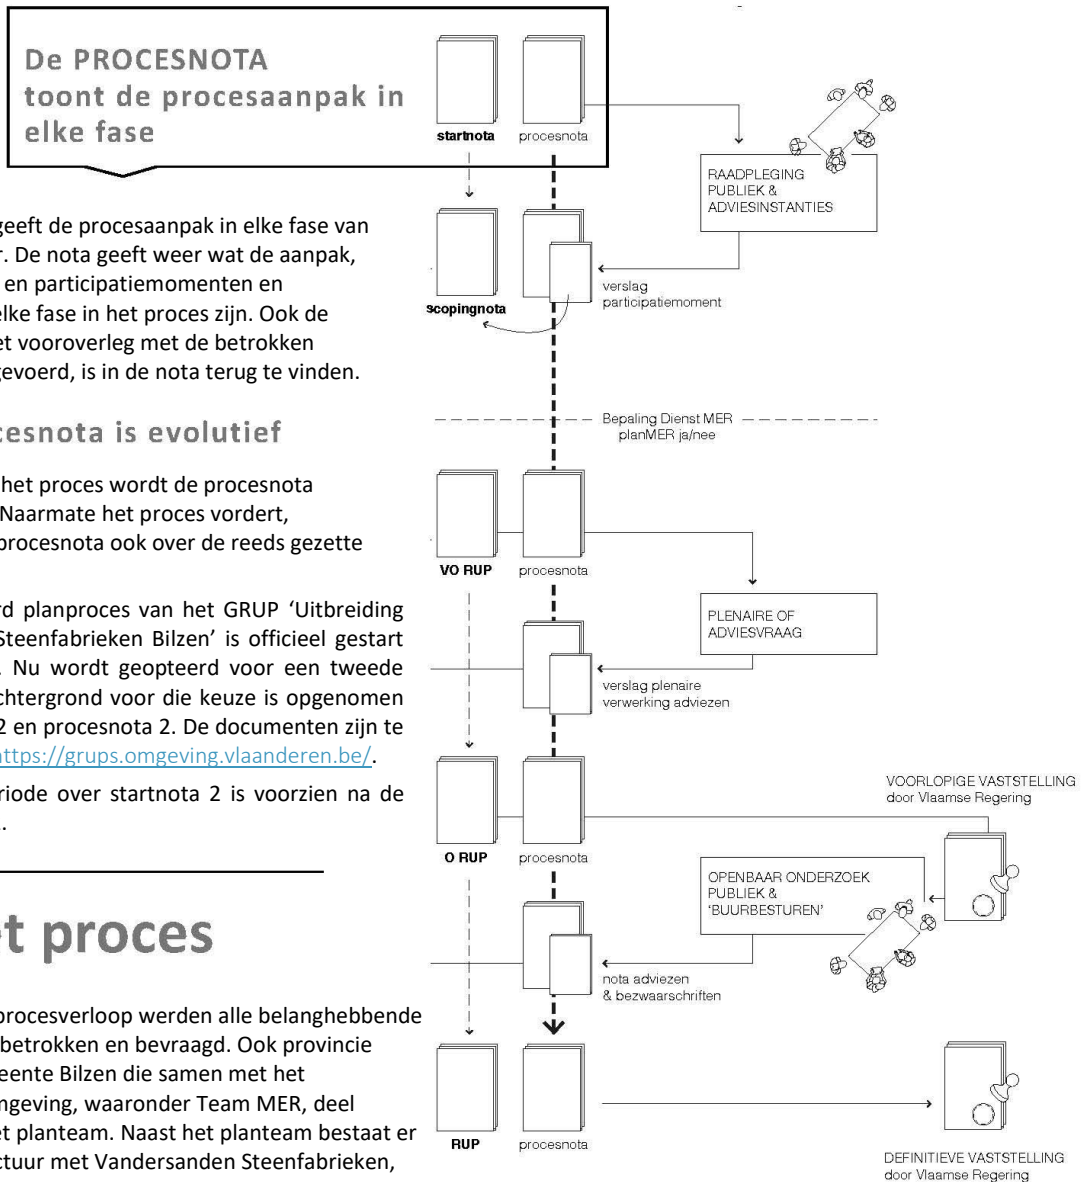 De PROCESNOTA
toont de procesaanpak in
elke fase
geeft de procesaanpak in elke fase van
r. De nota geeft weer wat de aanpak,
en participatiemomenten en
elke fase in het proces zijn. Ook de
et vooroverleg met de betrokken
gevoerd, is in de nota terug te vinden.
cesnota is evolutief
het proces wordt de procesnota
Naarmate het proces vordert,
procesnota ook over de reeds gezette
rd planproces van het GRUP ‘Uitbreiding
Steenfabrieken Bilzen’ is officieel gestart
. Nu wordt geopteerd voor een tweede
chtergrond voor die keuze is opgenomen
2 en procesnota 2. De documenten zijn te
https://grups.omgeving.vlaanderen.be/.
riode over startnota 2 is voorzien na de
.
et proces
procesverloop werden alle belanghebbende
betrokken en bevraagd. Ook provincie
eente Bilzen die samen met het
mgeving, waaronder Team MER, deel
et planteam. Naast het planteam bestaat er
ctuur met Vandersanden Steenfabrieken,
startnota
procesnota
RAADPLEGING
PUBLIEK &
ADVIESINSTANTIES
verslag
participatiemoment
scopingnota
Bepaling Dienst MER
planMER ja/nee
VO RUP
procesnota
PLENAIRE OF
ADVIESVRAAG
verslag plenaire
verwerking adviezen
VOORLOPIGE VASTSTELLING
door Vlaamse Regering
O RUP
procesnota
OPENBAAR ONDERZOEK
PUBLIEK &
‘BUURBESTUREN’
nota adviezen
& bezwaarschriften
RUP
procesnota
DEFINITIEVE VASTSTELLING
door Vlaamse Regering